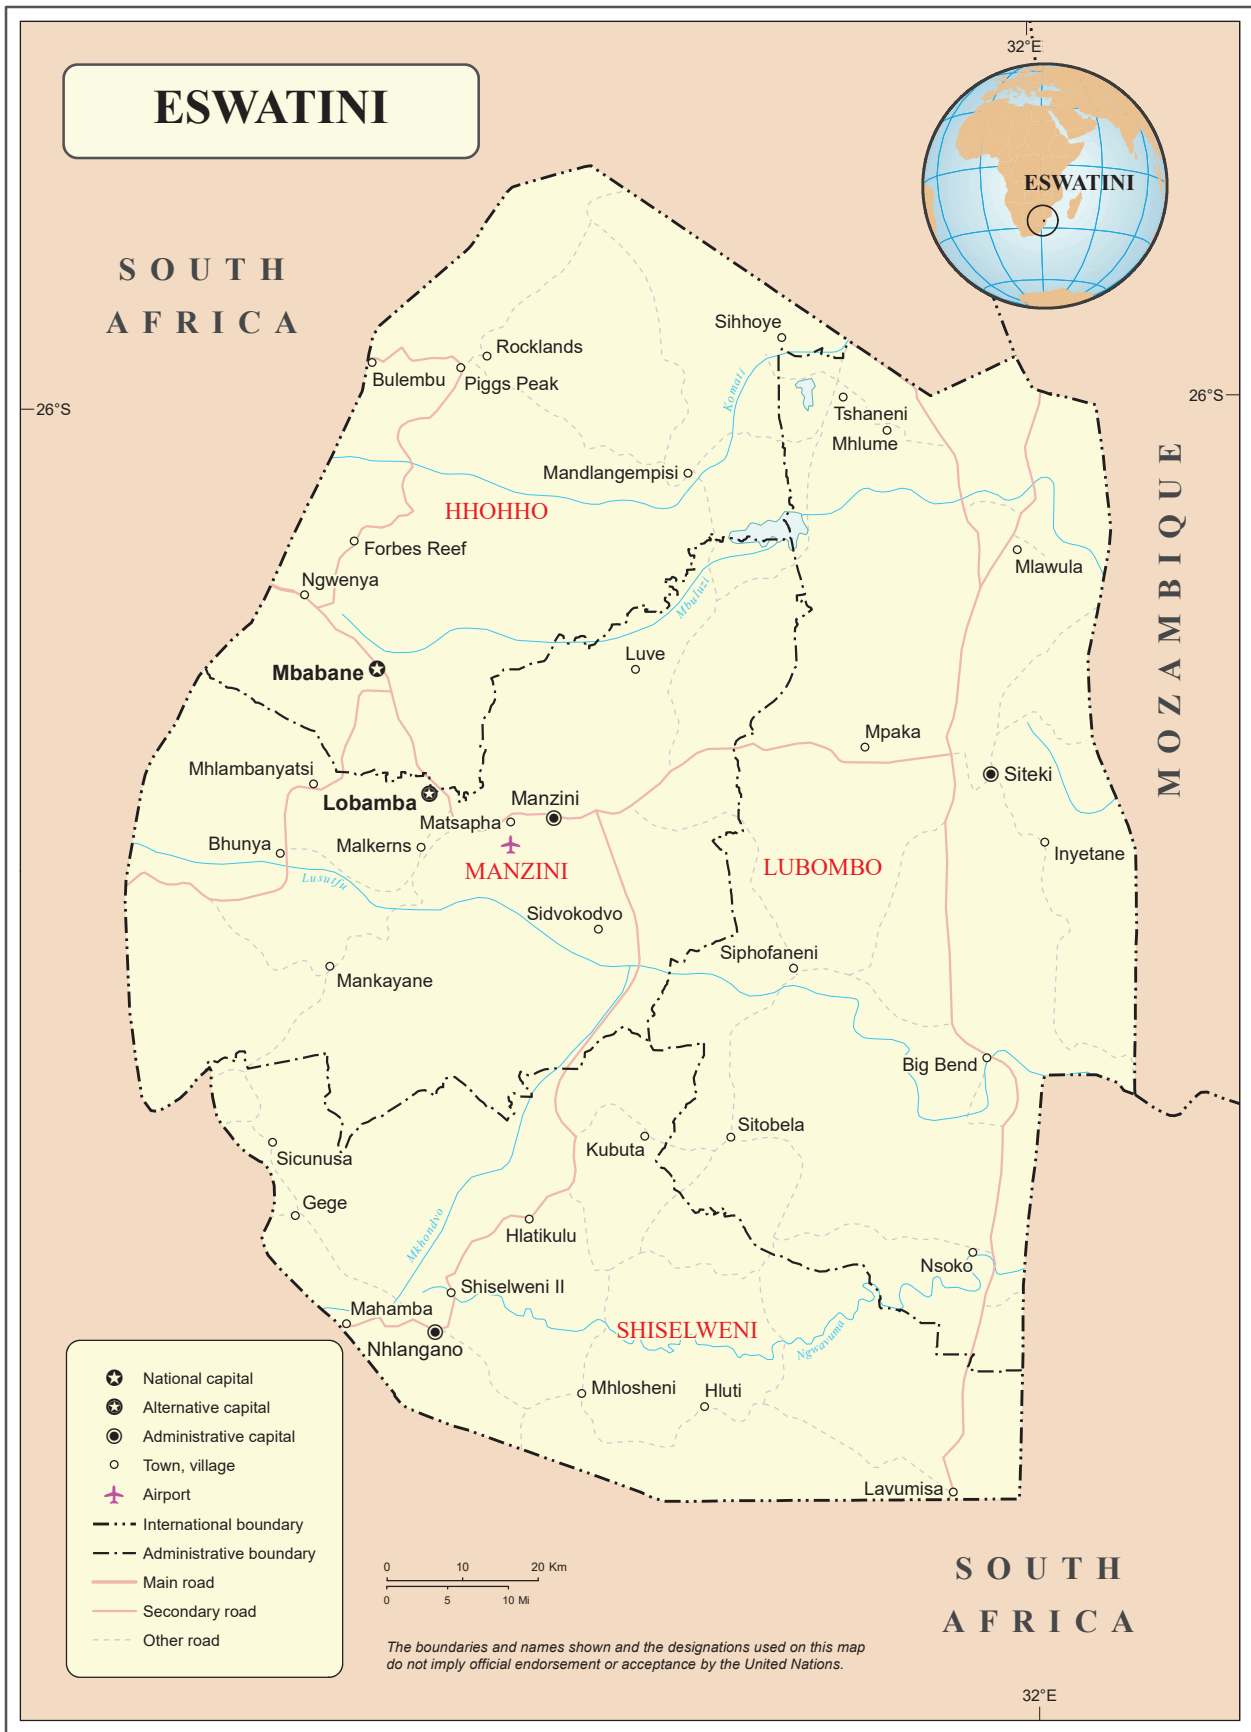 32°E
ESWATINI
ESWATINI
SOUTH
AFRICA
Sihhoye
Rocklands
Bulembu
Piggs Peak
Komati
26°S
26°S
Tshaneni
Mhlume
Mandlangempisi
MOZAMBIQUE
HHOHHO
Forbes Reef
Mlawula
Ngwenya
Mbuluzi
Luve
Mbabane
Mpaka
Mhlambanyatsi
Siteki
Lobamba
Manzini
Matsapha
Bhunya
Malkerns
Inyetane
MANZINI
LUBOMBO
Lusutfu
Sidvokodvo
Siphofaneni
Mankayane
Big Bend
Sitobela
Kubuta
Sicunusa
Gege
Mkhondvo
Hlatikulu
Nsoko
Shiselweni II
Mahamba
SHISELWENI
Ngwavuma
Nhlangano
Mhlosheni
Hluti
Lavumisa
National capital
Alternative capital
Administrative capital
Town, village
Airport
International boundary
Administrative boundary
Main road
Secondary road
Other road
0 10 20 Km
0 5 10 Mi
The boundaries and names shown and the designations used on this map
do not imply official endorsement or acceptance by the United Nations.
SOUTH
AFRICA
32°E